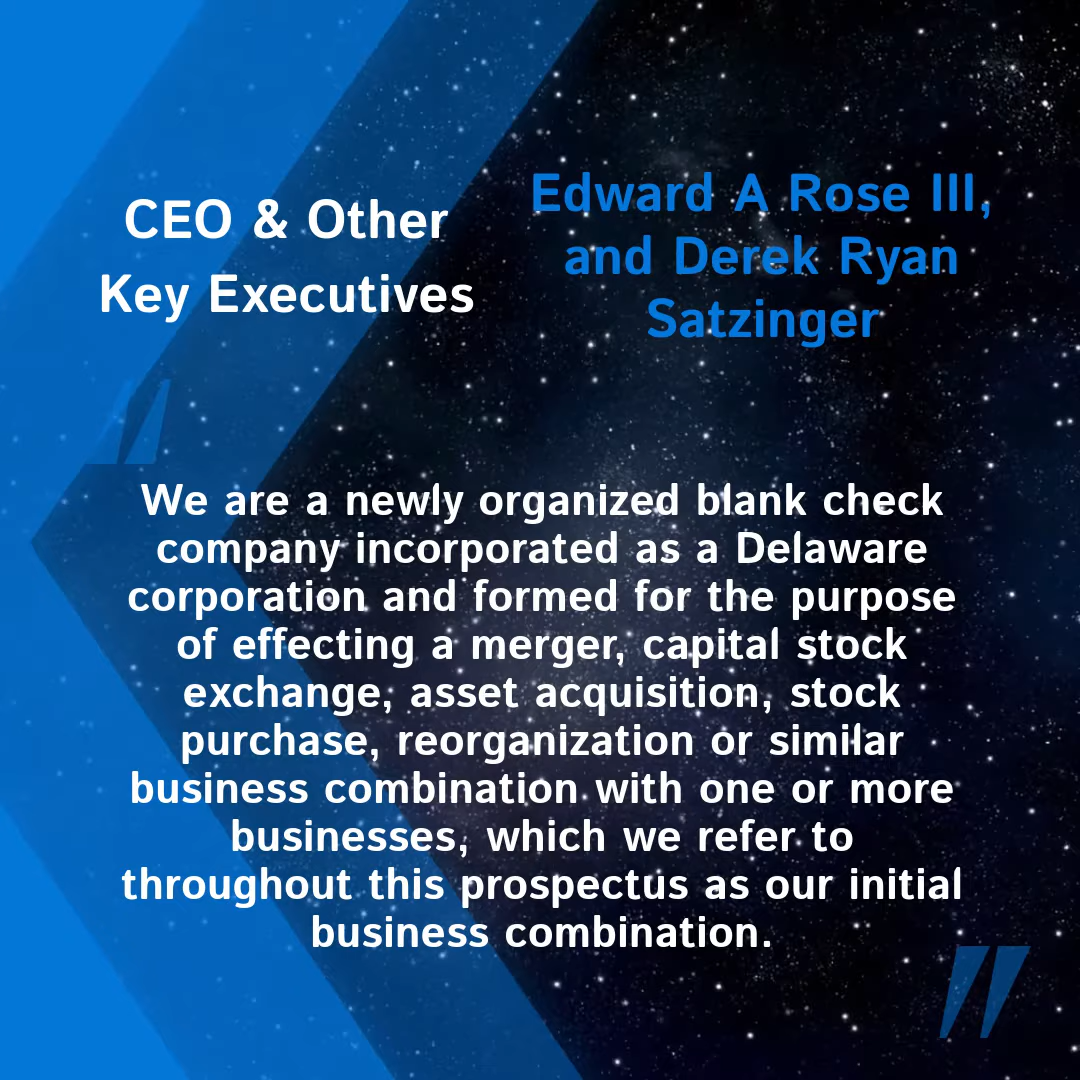 CEO & Other
Key Executives
Edward A Rose III,
and Derek Ryan
Satzinger
"
We are a newly organized blank check
company incorporated as a Delaware
corporation and formed for the purpose
of effecting a merger, capital stock
exchange, asset acquisition, stock
purchase, reorganization or similar
business combination with one or more
businesses, which we refer to
throughout this prospectus as our initial
business combination.
"